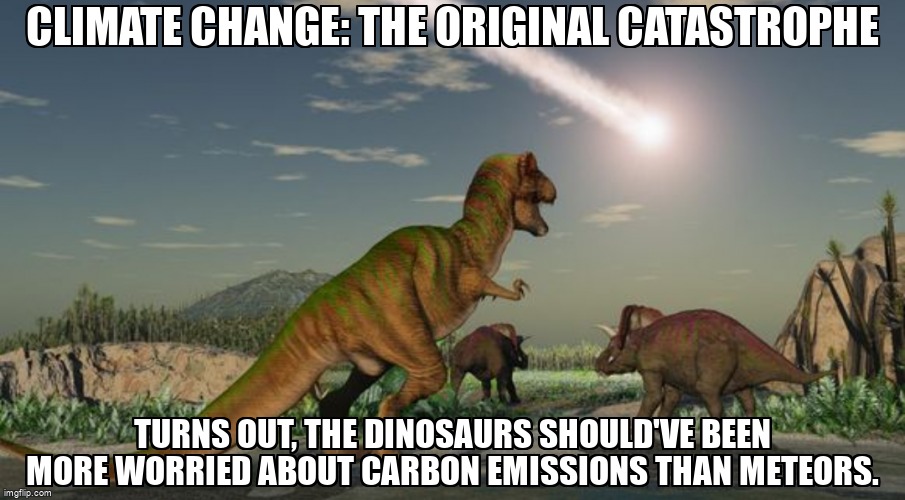 CLIMATE CHANGE: THE ORIGINAL CATASTROPHE
TURNS OUT, THE DINOSAURS SHOULD'VE BEEN
MORE WORRIED ABOUT CARBON EMISSIONS THAN METEORS.
imgflip.com